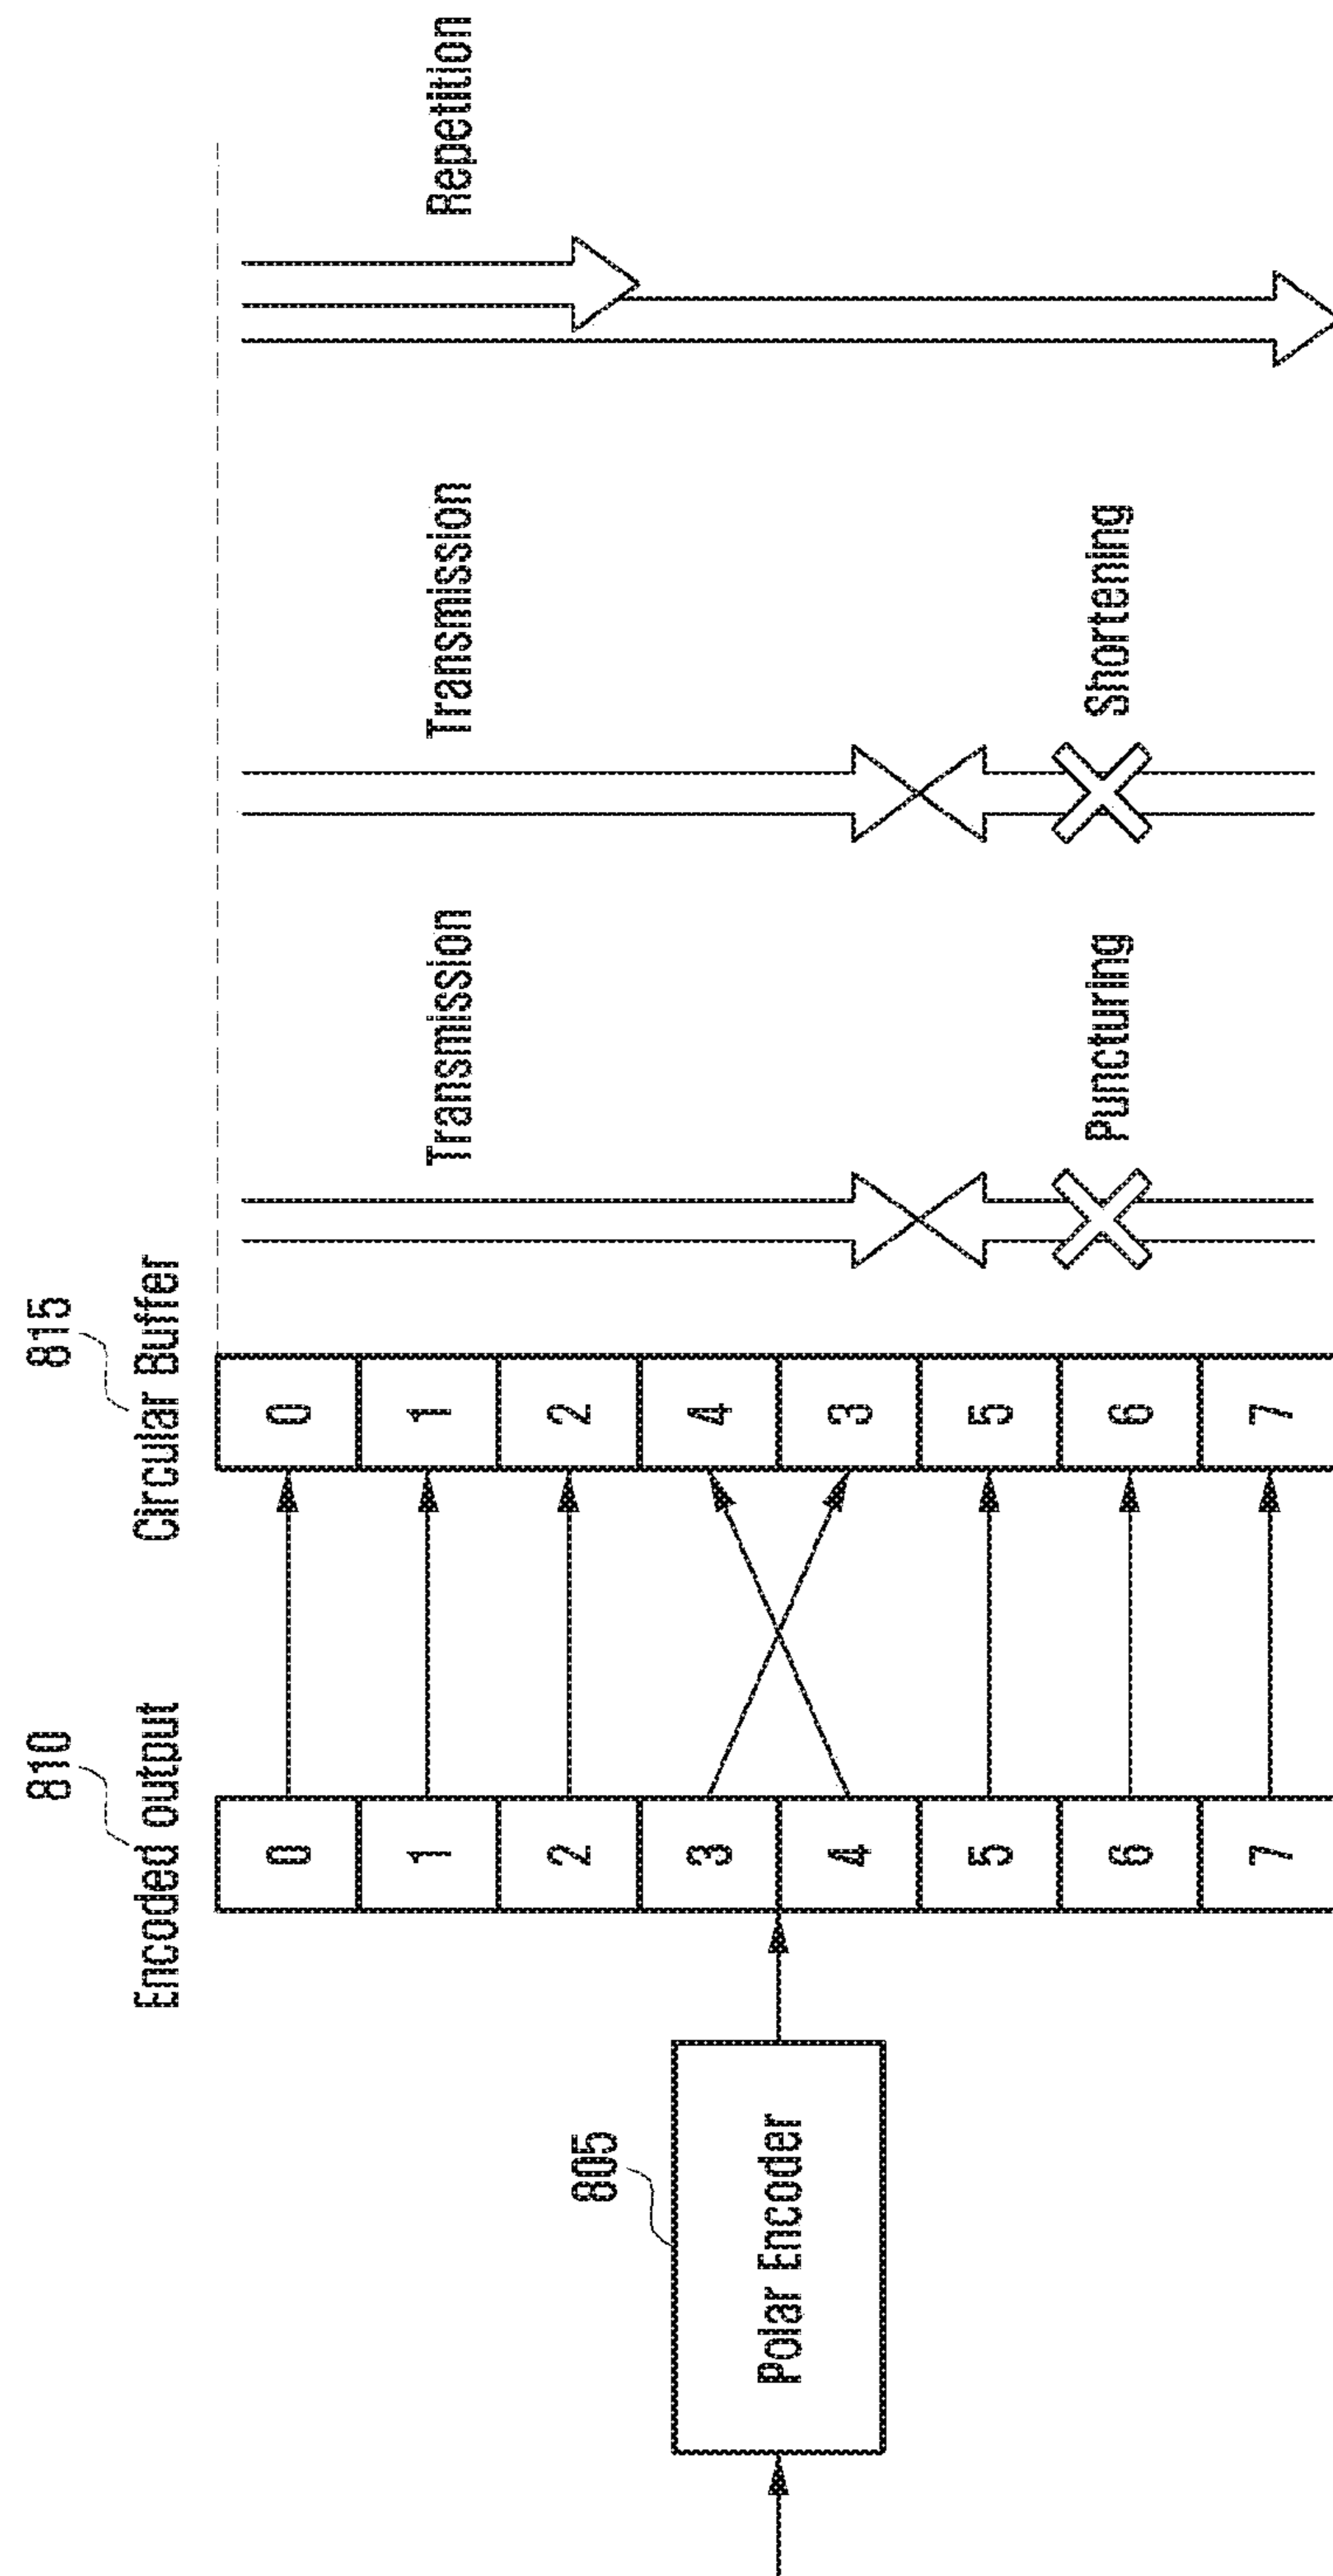 805
Polar Encoder
810
Encoded output
0
1
2
3
4
5
6
7
815
Circular Buffer
0
1
2
4
3
5
6
7
Transmission
Puncturing
Transmission
Shortening
Repetition